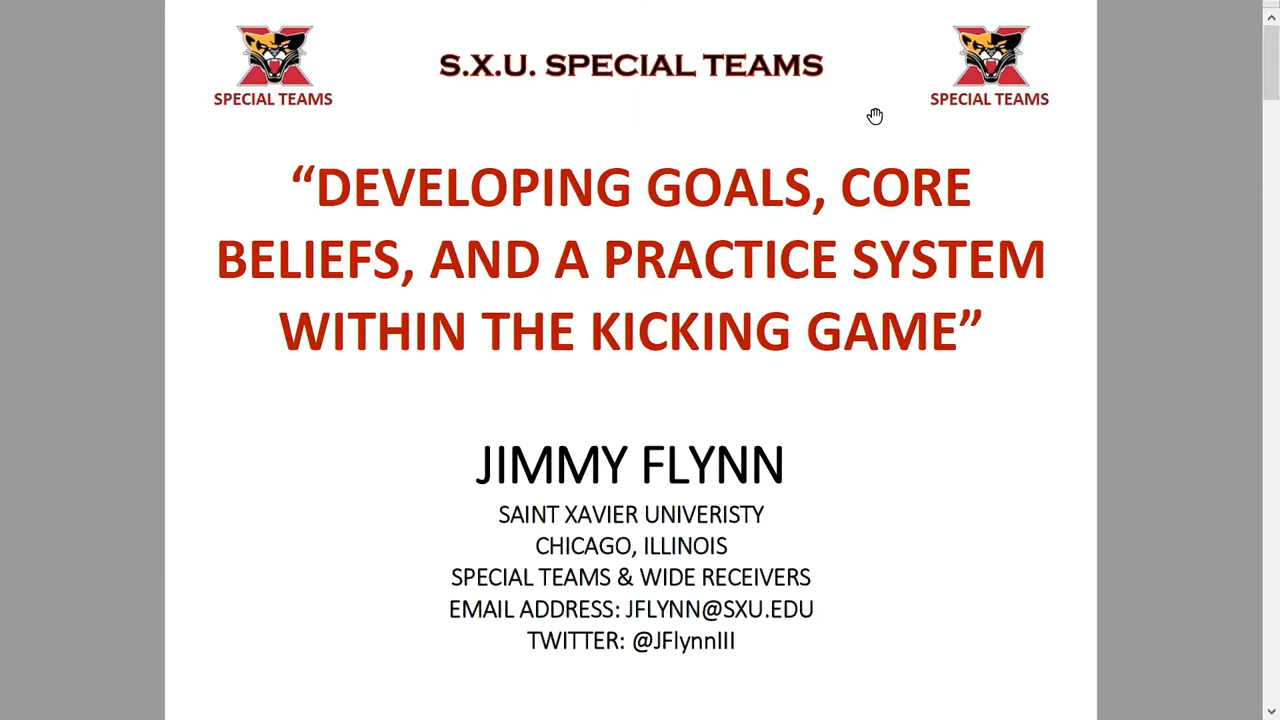 S.X.U. SPECIAL TEAMS
SPECIAL TEAMS
SPECIAL TEAMS
“DEVELOPING GOALS, CORE
BELIEFS, AND A PRACTICE SYSTEM
WITHIN THE KICKING GAME”
JIMMY FLYNN
SAINT XAVIER UNIVERISTY
CHICAGO, ILLINOIS
SPECIAL TEAMS & WIDE RECEIVERS
EMAIL ADDRESS: JFLYNN@SXU.EDU
TWITTER: @JFlynnIII